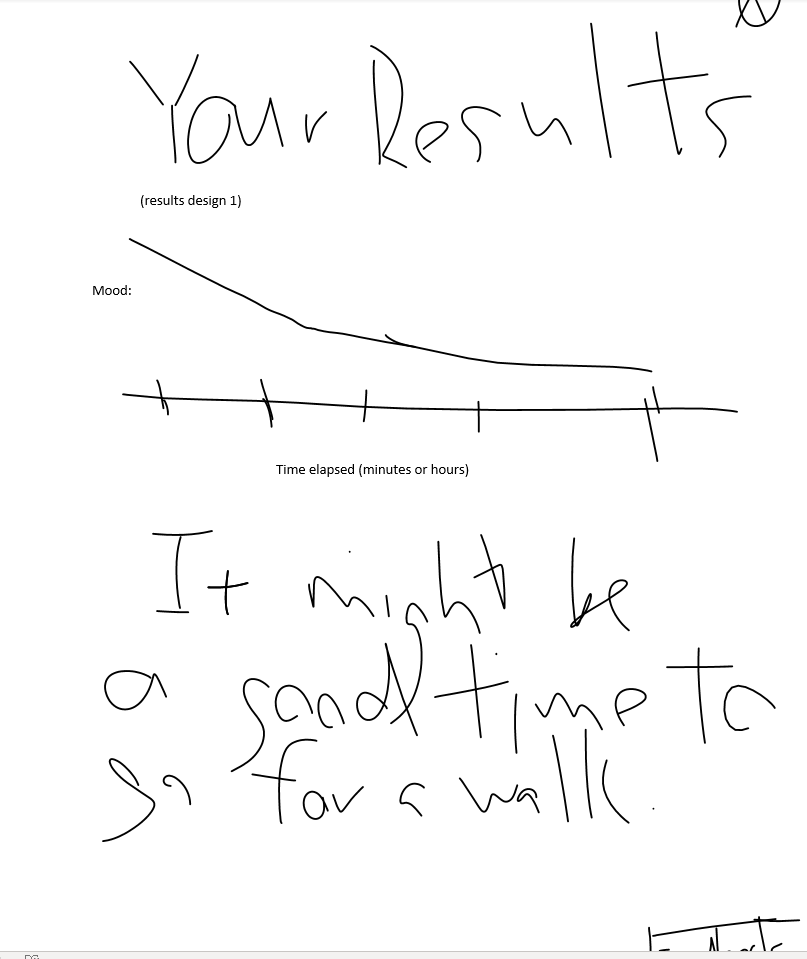 Your Results
(results design 1)
Mood:
Time elapsed (minutes or hours)
It might be
a good time to
go for a walk.